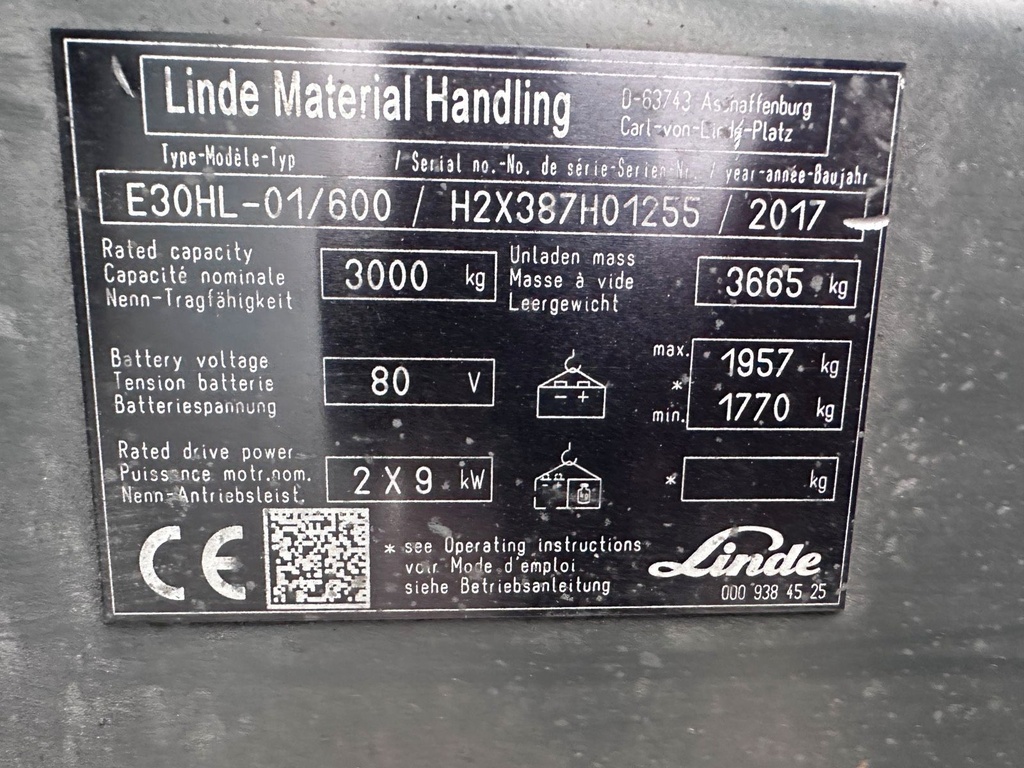 Linde Material Handling
D-63743 Aschaffenburg
Carl-von-Linde-Platz
Type-Modèle-Typ / Serial no.-No. de série-Serien-Nr. / year-année-Baujahr
E30HL-01/600 / H2X387H01255 / 2017
Rated capacity
Capacité nominale
Nenn-Tragfähigkeit
3000 kg
Unladen mass
Masse à vide
Leergewicht
3665 kg
Battery voltage
Tension batterie
Batteriespannung
80 V
- +
max. 1957 kg
*
min. 1770 kg
Rated drive power
Puissance motr.nom.
Nenn-Antriebsleist.
2 X 9 kW
- +
kg
* kg
CE
* see Operating instructions
voir Mode d'emploi
siehe Betriebsanleitung
Linde
000 938 45 25